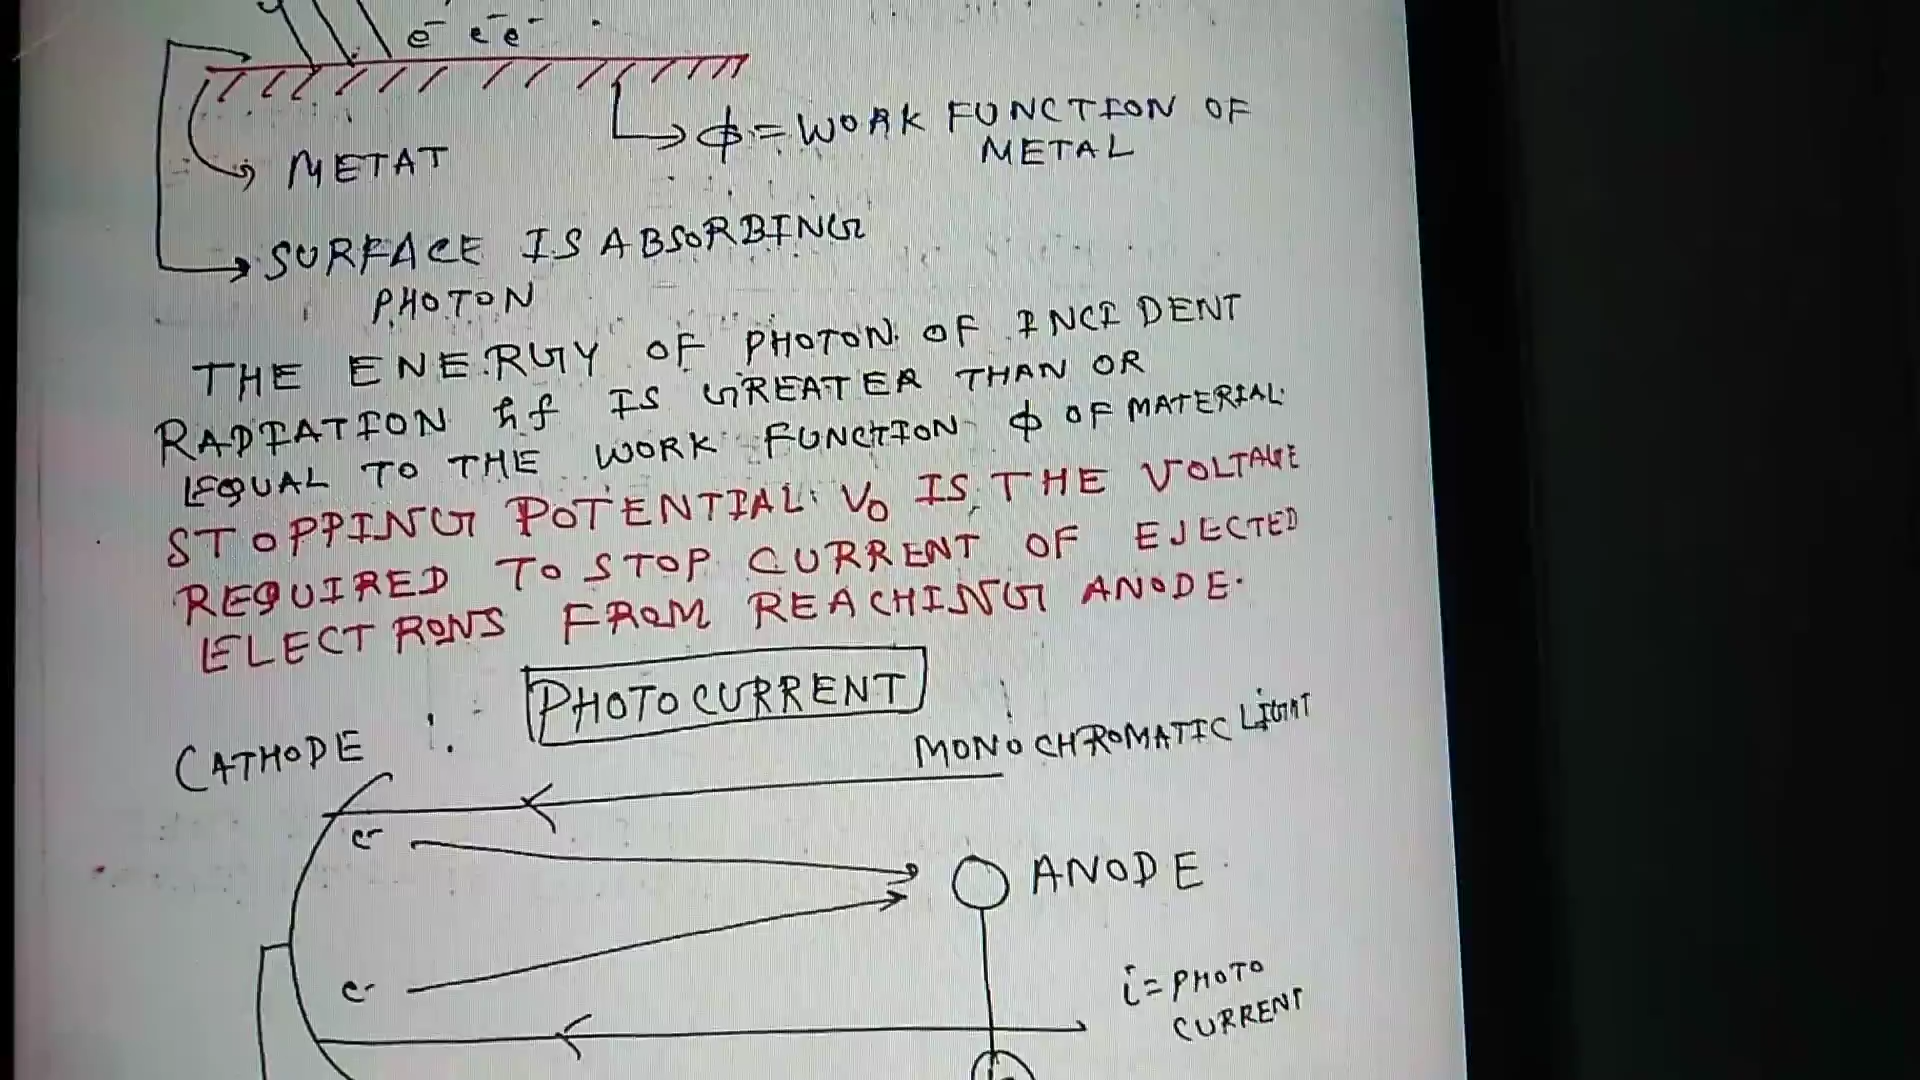 e⁻ e⁻ e⁻
ϕ = WORK FUNCTION OF
METAL
METAT
SURFACE IS ABSORBING
PHOTON
THE ENERGY OF PHOTON OF INCIDENT
RADIATION hf IS GREATER THAN OR
EQUAL TO THE WORK FUNCTION ϕ OF MATERIAL.
STOPPING POTENTIAL V₀ IS THE VOLTAGE
REQUIRED TO STOP CURRENT OF EJECTED
ELECTRONS FROM REACHING ANODE.
PHOTOCURRENT
CATHODE
MONOCHROMATIC LIGHT
e⁻
ANODE
e⁻
i = PHOTO
CURRENT